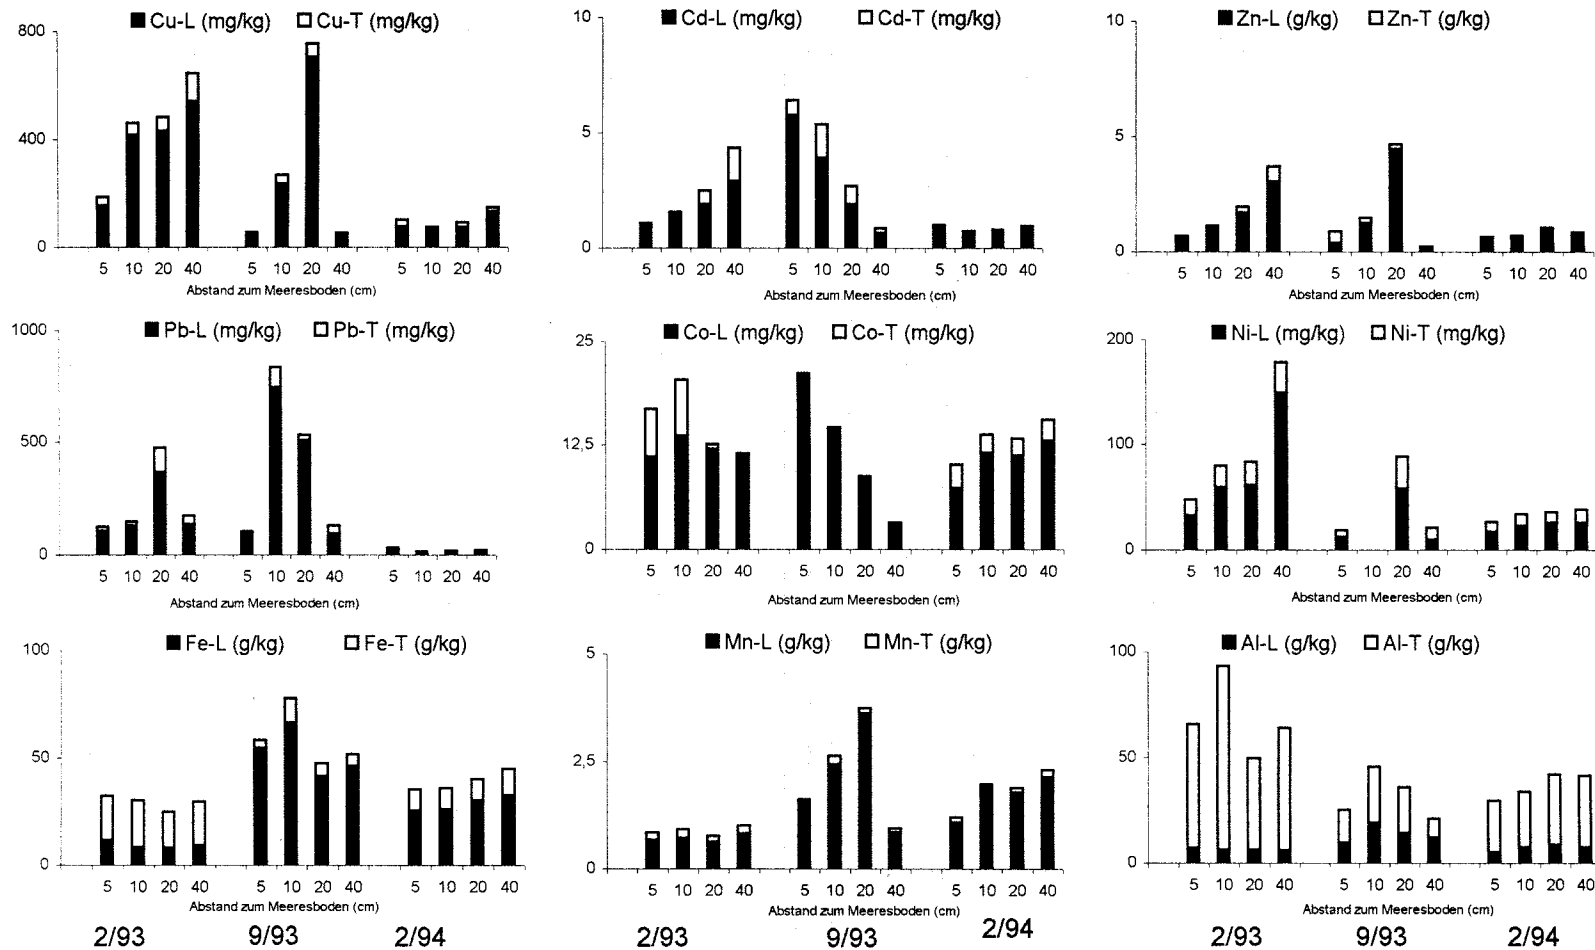 ■ Cu-L (mg/kg) □ Cu-T (mg/kg)
800
400
0
5 10 20 40 5 10 20 40 5 10 20 40
Abstand zum Meeresboden (cm)
■ Cd-L (mg/kg) □ Cd-T (mg/kg)
10
5
0
5 10 20 40 5 10 20 40 5 10 20 40
Abstand zum Meeresboden (cm)
■ Zn-L (g/kg) □ Zn-T (g/kg)
10
5
0
5 10 20 40 5 10 20 40 5 10 20 40
Abstand zum Meeresboden (cm)
■ Pb-L (mg/kg) □ Pb-T (mg/kg)
1000
500
0
5 10 20 40 5 10 20 40 5 10 20 40
Abstand zum Meeresboden (cm)
■ Co-L (mg/kg) □ Co-T (mg/kg)
25
12,5
0
5 10 20 40 5 10 20 40 5 10 20 40
Abstand zum Meeresboden (cm)
■ Ni-L (mg/kg) □ Ni-T (mg/kg)
200
100
0
5 10 20 40 5 10 20 40 5 10 20 40
Abstand zum Meeresboden (cm)
■ Fe-L (g/kg) □ Fe-T (g/kg)
100
50
0
5 10 20 40 5 10 20 40 5 10 20 40
Abstand zum Meeresboden (cm)
2/93 9/93 2/94
■ Mn-L (g/kg) □ Mn-T (g/kg)
5
2,5
0
5 10 20 40 5 10 20 40 5 10 20 40
Abstand zum Meeresboden (cm)
2/93 9/93 2/94
■ Al-L (g/kg) □ Al-T (g/kg)
100
50
0
5 10 20 40 5 10 20 40 5 10 20 40
Abstand zum Meeresboden (cm)
2/93 9/93 2/94